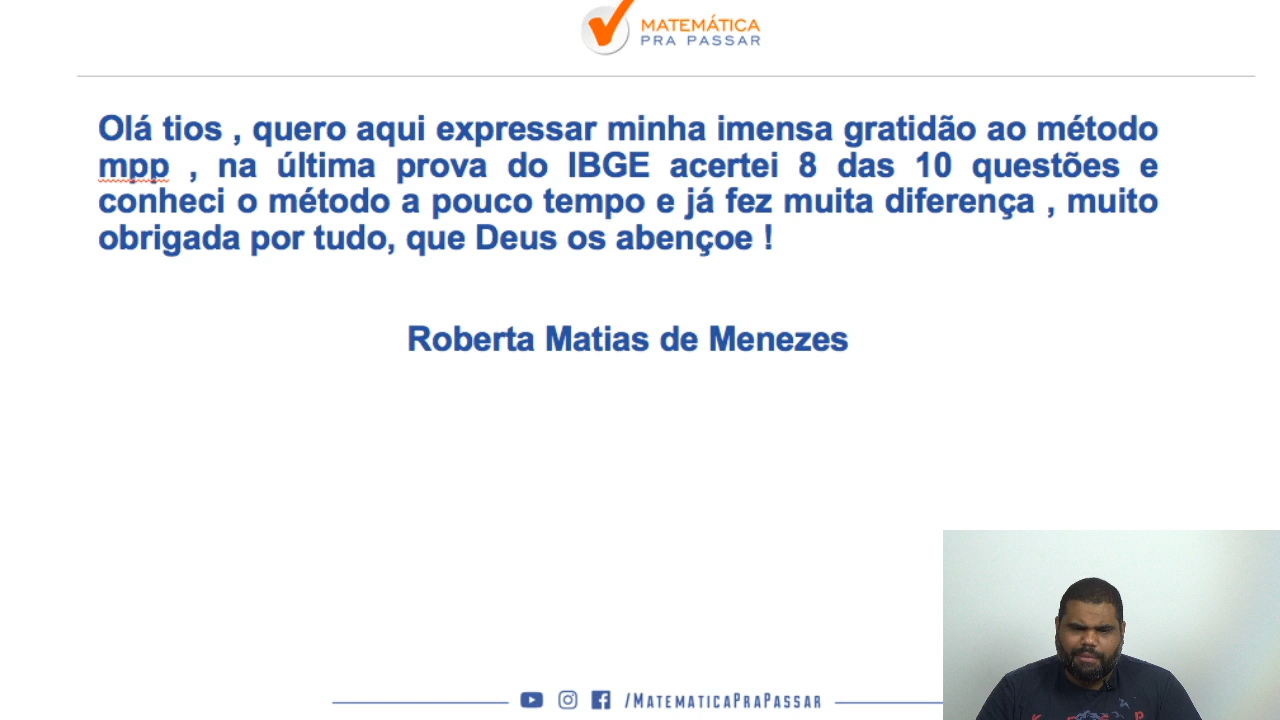 MATEMÁTICA
PRA PASSAR
Olá tios , quero aqui expressar minha imensa gratidão ao método
mpp , na última prova do IBGE acertei 8 das 10 questões e
conheci o método a pouco tempo e já fez muita diferença , muito
obrigada por tudo, que Deus os abençoe !
Roberta Matias de Menezes
/MATEMATICAPRAPASSAR